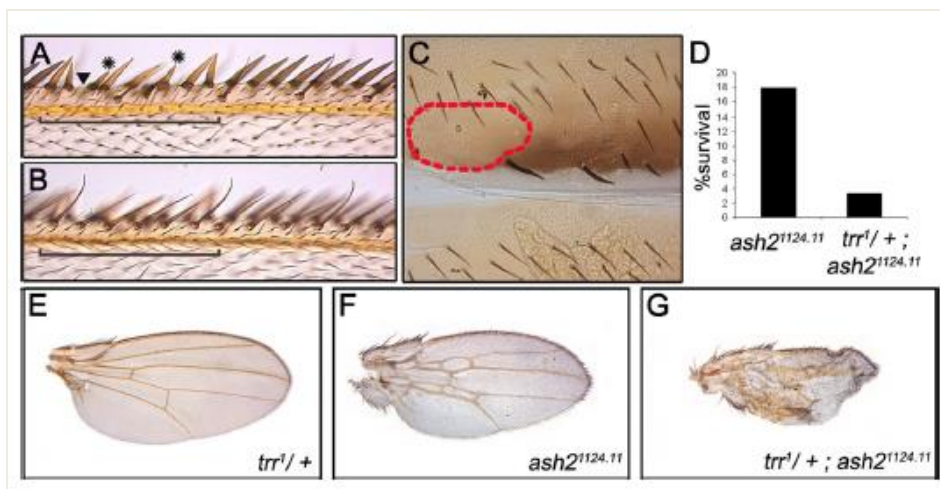 A
B
C
D
%survival
20
18
16
14
12
10
8
6
4
2
0
ash2¹¹²⁴·¹¹
trr¹/ + ;
ash2¹¹²⁴·¹¹
E
trr¹/ +
F
ash2¹¹²⁴·¹¹
G
trr¹/ + ; ash2¹¹²⁴·¹¹